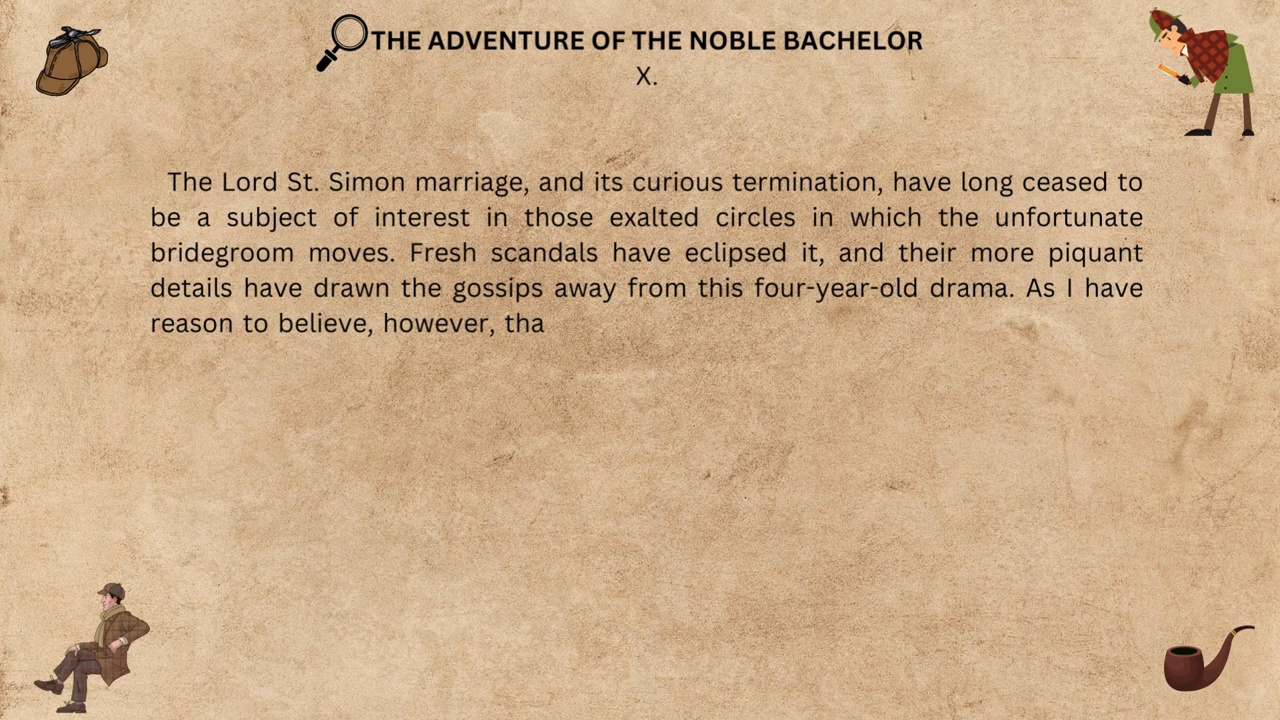 THE ADVENTURE OF THE NOBLE BACHELOR
X.
The Lord St. Simon marriage, and its curious termination, have long ceased to
be a subject of interest in those exalted circles in which the unfortunate
bridegroom moves. Fresh scandals have eclipsed it, and their more piquant
details have drawn the gossips away from this four-year-old drama. As I have
reason to believe, however, tha